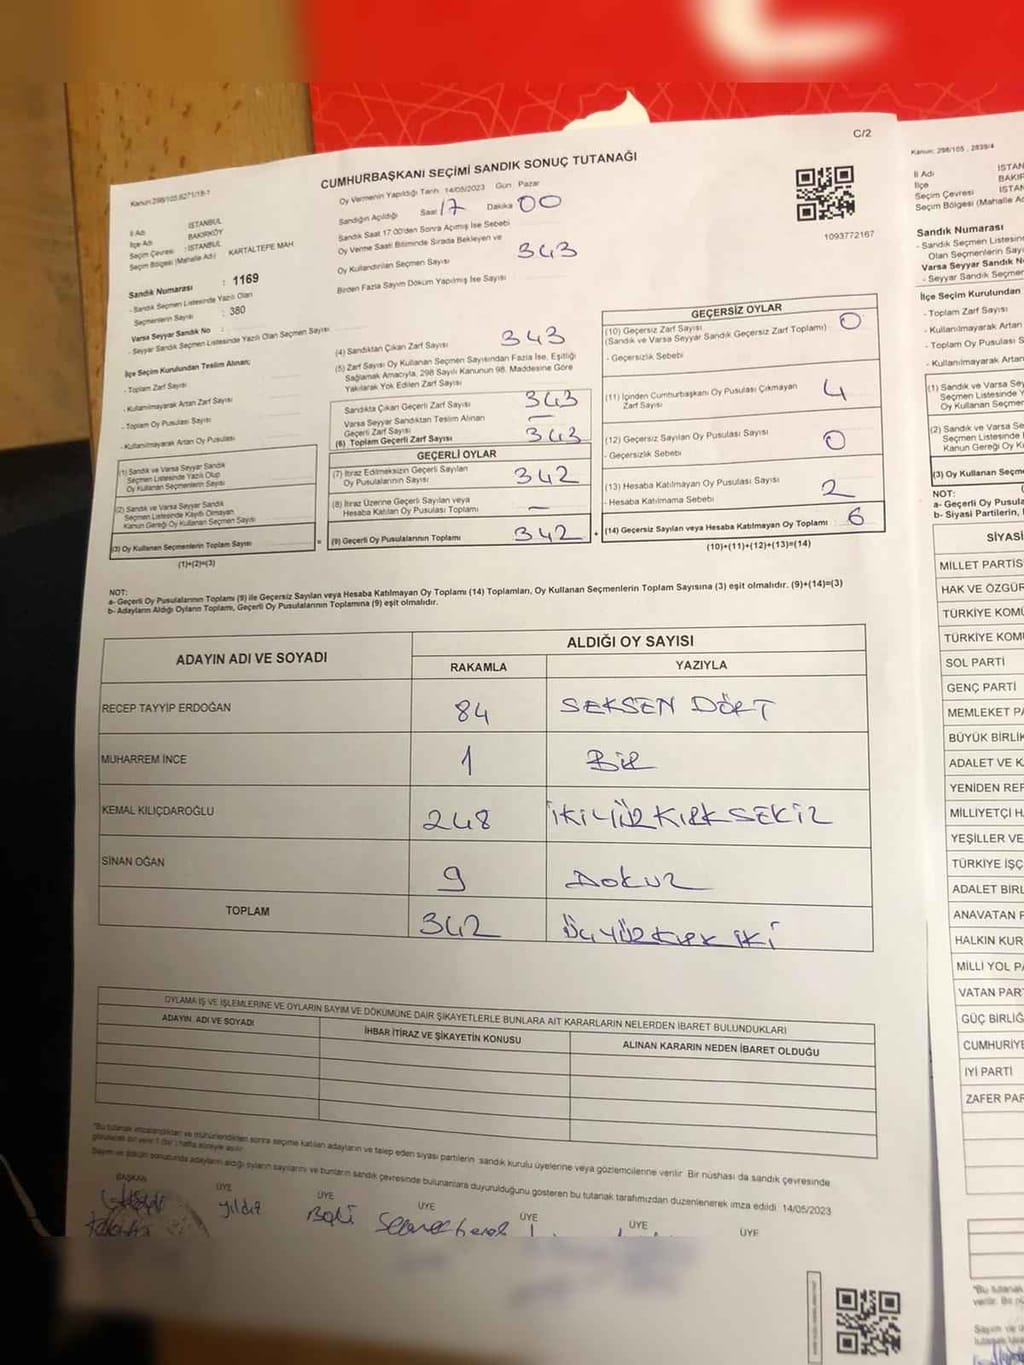 C/2
Kanun:298/105,6271/18-1
CUMHURBAŞKANI SEÇİMİ SANDIK SONUÇ TUTANAĞI
Oy Vermenin Yapıldığı Tarih 14/05/2023 Gün: Pazar
Sandığın Açıldığı Saat 17 Dakika 00
Sandık Saat 17.00'den Sonra Açımış İse Sebebi
Oy Verme Saati Bitiminde Sırada Bekleyen ve
Oy Kullandırılan Seçmen Sayısı 343
Birden Fazla Sayım Döküm Yapılmış İse Sayısı
1093772167
İl Adı İSTANBUL
İlçe Adı BAKIRKÖY
Seçim Çevresi : İSTANBUL
Seçim Bölgesi (Mahalle Adı) KARTALTEPE MAH
Sandık Numarası : 1169
- Sandık Seçmen Listesinde Yazılı Olan
Seçmenlerin Sayısı : 380
Varsa Seyyar Sandık No
- Seyyar Sandık Seçmen Listesinde Yazılı Olan Seçmen Sayısı
İlçe Seçim Kurulundan Teslim Alınan;
- Toplam Zarf Sayısı
- Kullanılmayarak Artan Zarf Sayısı
- Toplam Oy Pusulası Sayısı
- Kullanılmayarak Artan Oy Pusulası
(1) Sandık ve Varsa Seyyar Sandık
Seçmen Listesinde Yazılı Olup
Oy Kullanan Seçmenlerin Sayısı
(2) Sandık ve Varsa Seyyar Sandık
Seçmen Listesinde Kayıtlı Olmayan
Kanun Gereği Oy Kullanan Seçmen Sayısı
(3) Oy Kullanan Seçmenlerin Toplam Sayısı
(1)+(2)=(3)
(4) Sandıktan Çıkan Zarf Sayısı 343
(5) Zarf Sayısı Oy Kullanan Seçmen Sayısından Fazla İse, Eşitliği
Sağlamak Amacıyla, 298 Sayılı Kanunun 98. Maddesine Göre
Yakılarak Yok Edilen Zarf Sayısı
Sandıkta Çıkan Geçerli Zarf Sayısı 343
Varsa Seyyar Sandıktan Teslim Alınan
Geçerli Zarf Sayısı —
(6) Toplam Geçerli Zarf Sayısı 343
GEÇERLİ OYLAR
(7) İtiraz Edilmeksizin Geçerli Sayılan
Oy Pusulalarının Sayısı 342
(8) İtiraz Üzerine Geçerli Sayılan veya
Hesaba Katılan Oy Pusulası Toplamı —
= (9) Geçerli Oy Pusulalarının Toplamı 342 +
GEÇERSİZ OYLAR
(10) Geçersiz Zarf Sayısı 0
(Sandık ve Varsa Seyyar Sandık Geçersiz Zarf Toplamı)
- Geçersizlik Sebebi
(11) İçinden Cumhurbaşkanı Oy Pusulası Çıkmayan 4
Zarf Sayısı
(12) Geçersiz Sayılan Oy Pusulası Sayısı 0
- Geçersizlik Sebebi
(13) Hesaba Katılmayan Oy Pusulası Sayısı 2
- Hesaba Katılmama Sebebi
(14) Geçersiz Sayılan veya Hesaba Katılmayan Oy Toplamı 6
(10)+(11)+(12)+(13)=(14)
NOT:
a- Geçerli Oy Pusulaları Toplamı (9) ile Geçersiz Sayılan veya Hesaba Katılmayan Oy Toplamı (14) Toplamları, Oy Kullanan Seçmenlerin Toplam Sayısına (3) eşit olmalıdır. (9)+(14)=(3)
b- Adayların Aldığı Oyların Toplamı, Geçerli Oy Pusulalarının Toplamına (9) eşit olmalıdır.
ADAYIN ADI VE SOYADI ALDIĞI OY SAYISI
RAKAMLA YAZIYLA
RECEP TAYYİP ERDOĞAN 84 SEKSEN DÖRT
MUHARREM İNCE 1 BİR
KEMAL KILIÇDAROĞLU 248 İKİYÜZKIRKSEKİZ
SİNAN OĞAN 9 DOKUZ
TOPLAM 342 ÜÇYÜZKIRK İKİ
OYLAMA İŞ VE İŞLEMLERİNE VE OYLARIN SAYIM VE DÖKÜMÜNE DAİR ŞİKAYETLERLE BUNLARA AİT KARARLARIN NELERDEN İBARET BULUNDUKLARI
ADAYIN ADI VE SOYADI İHBAR İTİRAZ VE ŞİKAYETİN KONUSU ALINAN KARARIN NEDEN İBARET OLDUĞU
"Bu tutanak imzalandıktan ve mühürlendikten sonra seçime katılan adayların ve talep eden siyasi partilerin sandık kurulu üyelerine veya gözlemcilerine verilir. Bir nüshası da sandık çevresinde
görülecek bir yere 1 (bir) hafta süreyle asılır.
Sayım ve döküm sonucunda adayların aldığı oyların sayılarını ve bunların sandık çevresinde bulunanlara duyurulduğunu gösteren bu tutanak tarafımızdan düzenlenerek imza edildi. 14/05/2023
BAŞKAN ÜYE ÜYE ÜYE ÜYE ÜYE ÜYE
Yıldız
Kanun: 298/105, 2839/4
İl Adı İSTAN
İlçe BAKIR
Seçim Çevresi İSTAN
Seçim Bölgesi (Mahalle Ad
Sandık Numarası
- Sandık Seçmen Listesin
Olan Seçmenlerin Sayıs
Varsa Seyyar Sandık N
- Seyyar Sandık Seçmen
İlçe Seçim Kurulundan
- Toplam Zarf Sayısı
- Kullanılmayarak Artan
- Toplam Oy Pusulası S
- Kullanılmayarak Artan
(1) Sandık ve Varsa Sey
Seçmen Listesinde Y
Oy Kullanan Seçmen
(2) Sandık ve Varsa Se
Seçmen Listesinde K
Kanun Gereği Oy Ku
(3) Oy Kullanan Seçme
NOT:
a- Geçerli Oy Pusula
b- Siyasi Partilerin,
SİYASİ
MİLLET PARTİS
HAK VE ÖZGÜR
TÜRKİYE KOMÜ
TÜRKİYE KOM
SOL PARTİ
GENÇ PARTİ
MEMLEKET PA
BÜYÜK BİRLİK
ADALET VE K
YENİDEN REF
MİLLİYETÇİ H
YEŞİLLER VE
TÜRKİYE İŞÇ
ADALET BİRL
ANAVATAN P
HALKIN KUR
MİLLİ YOL PA
VATAN PAR
GÜÇ BİRLİĞ
CUMHURİYE
İYİ PARTİ
ZAFER PAR